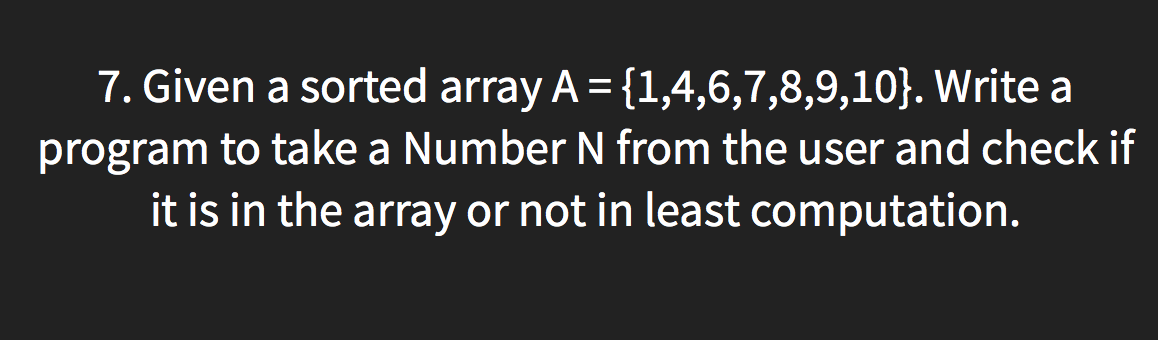 7. Given a sorted array A = {1,4,6,7,8,9,10}. Write a
program to take a Number N from the user and check if
it is in the array or not in least computation.